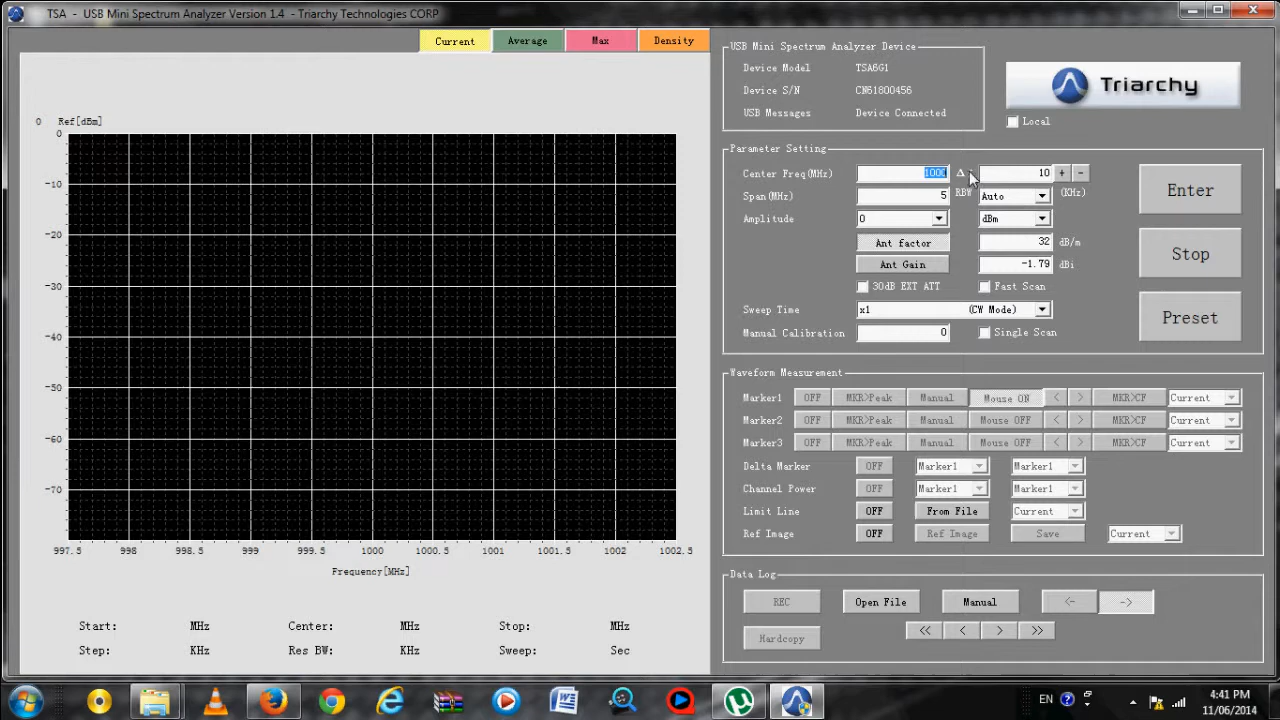 TSA - USB Mini Spectrum Analyzer Version 1.4 - Triarchy Technologies CORP
Current Average Max Density
0 Ref[dBm]
0
-10
-20
-30
-40
-50
-60
-70
997.5 998 998.5 999 999.5 1000 1000.5 1001 1001.5 1002 1002.5
Frequency[MHz]
Start: MHz Center: MHz Stop: MHz
Step: KHz Res BW: KHz Sweep: Sec
USB Mini Spectrum Analyzer Device
Device Model TSA6G1
Device S/N CN61800456
USB Messages Device Connected
Triarchy
Local
Parameter Setting
Center Freq(MHz) 1000 Δ 10 + -
Span(MHz) 5 RBW Auto (KHz)
Amplitude 0 dBm
Ant factor 32 dB/m
Ant Gain -1.79 dBi
30dB EXT ATT Fast Scan
Sweep Time x1 (CW Mode)
Manual Calibration 0 Single Scan
Enter
Stop
Preset
Waveform Measurement
Marker1 OFF MKR>Peak Manual Mouse ON < > MKR>CF Current
Marker2 OFF MKR>Peak Manual Mouse OFF < > MKR>CF Current
Marker3 OFF MKR>Peak Manual Mouse OFF < > MKR>CF Current
Delta Marker OFF Marker1 Marker1
Channel Power OFF Marker1 Marker1
Limit Line OFF From File Current
Ref Image OFF Ref Image Save Current
Data Log
REC Open File Manual <- ->
Hardcopy << < > >>
EN
4:41 PM
11/06/2014